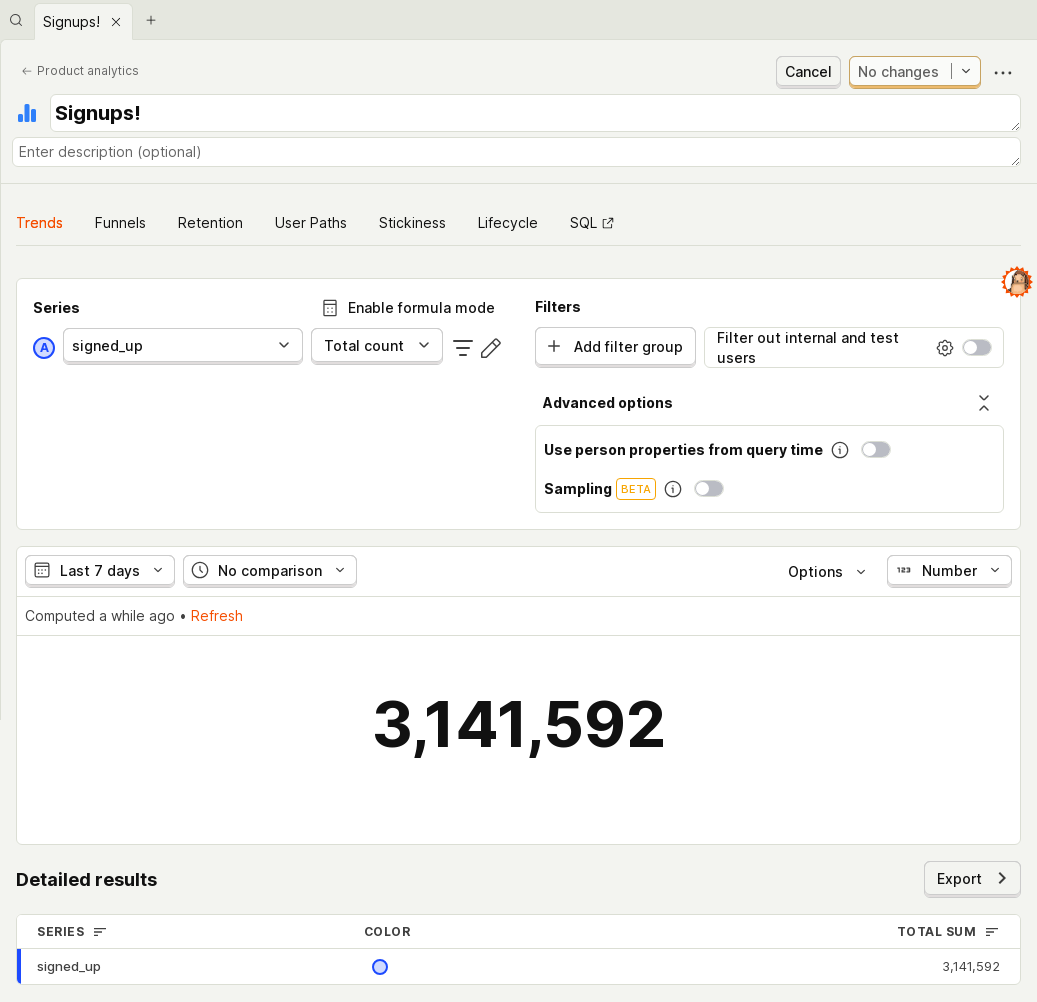 Signups!
Product analytics
Cancel
No changes
Signups!
Enter description (optional)
Trends
Funnels
Retention
User Paths
Stickiness
Lifecycle
SQL
Series
Enable formula mode
A
signed_up
Total count
Filters
Add filter group
Filter out internal and test
users
Advanced options
Use person properties from query time
Sampling
BETA
Last 7 days
No comparison
Options
123
Number
Computed a while ago • Refresh
3,141,592
Detailed results
Export
SERIES
COLOR
TOTAL SUM
signed_up
3,141,592